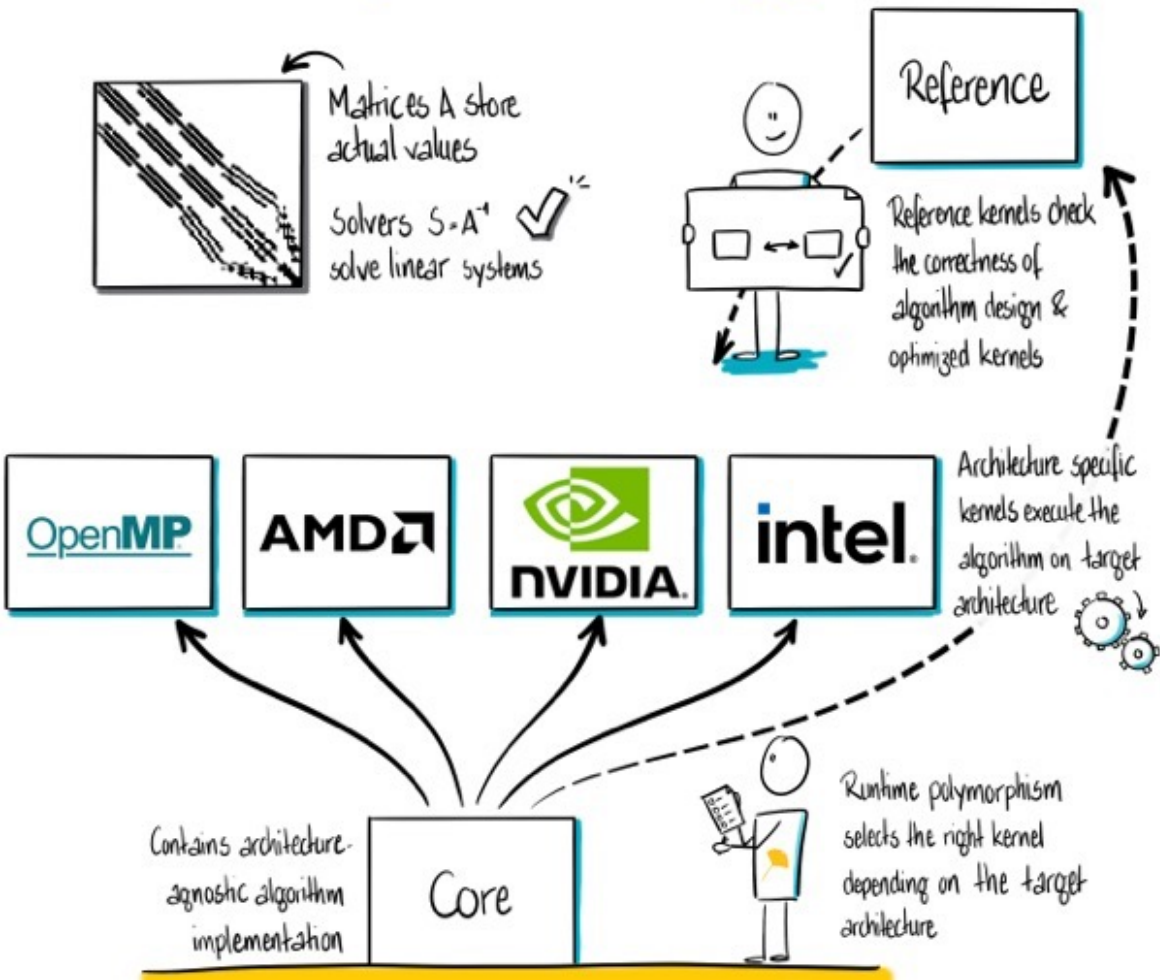 Matrices A store
actual values
Solvers S=A⁻¹
solve linear systems
Reference
Reference kernels check
the correctness of
algorithm design &
optimized kernels
OpenMP
AMD
NVIDIA.
intel.
Architecture specific
kernels execute the
algorithm on target
architecture
Contains architecture-
agnostic algorithm
implementation
Core
Runtime polymorphism
selects the right kernel
depending on the target
architecture